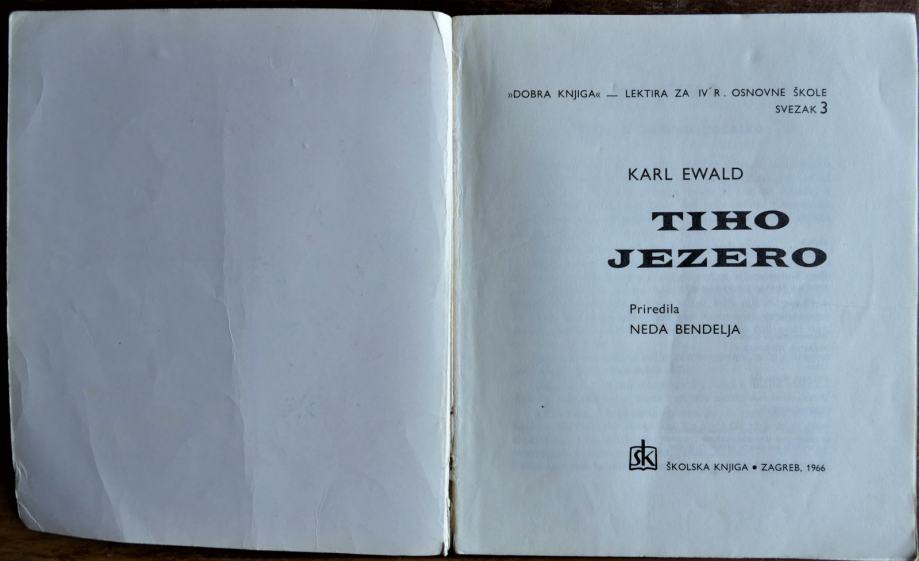 »DOBRA KNJIGA« — LEKTIRA ZA IV R. OSNOVNE ŠKOLE
SVEZAK 3
KARL EWALD
TIHO
JEZERO
Priredila
NEDA BENDELJA
šk ŠKOLSKA KNJIGA • ZAGREB, 1966